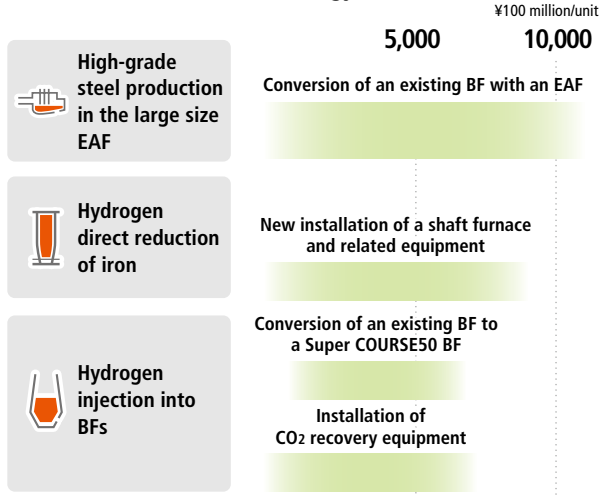 ¥100 million/unit
5,000 10,000
High-grade
steel production
in the large size
EAF
Conversion of an existing BF with an EAF
Hydrogen
direct reduction
of iron
New installation of a shaft furnace
and related equipment
Hydrogen
injection into
BFs
Conversion of an existing BF to
a Super COURSE50 BF
Installation of
CO2 recovery equipment